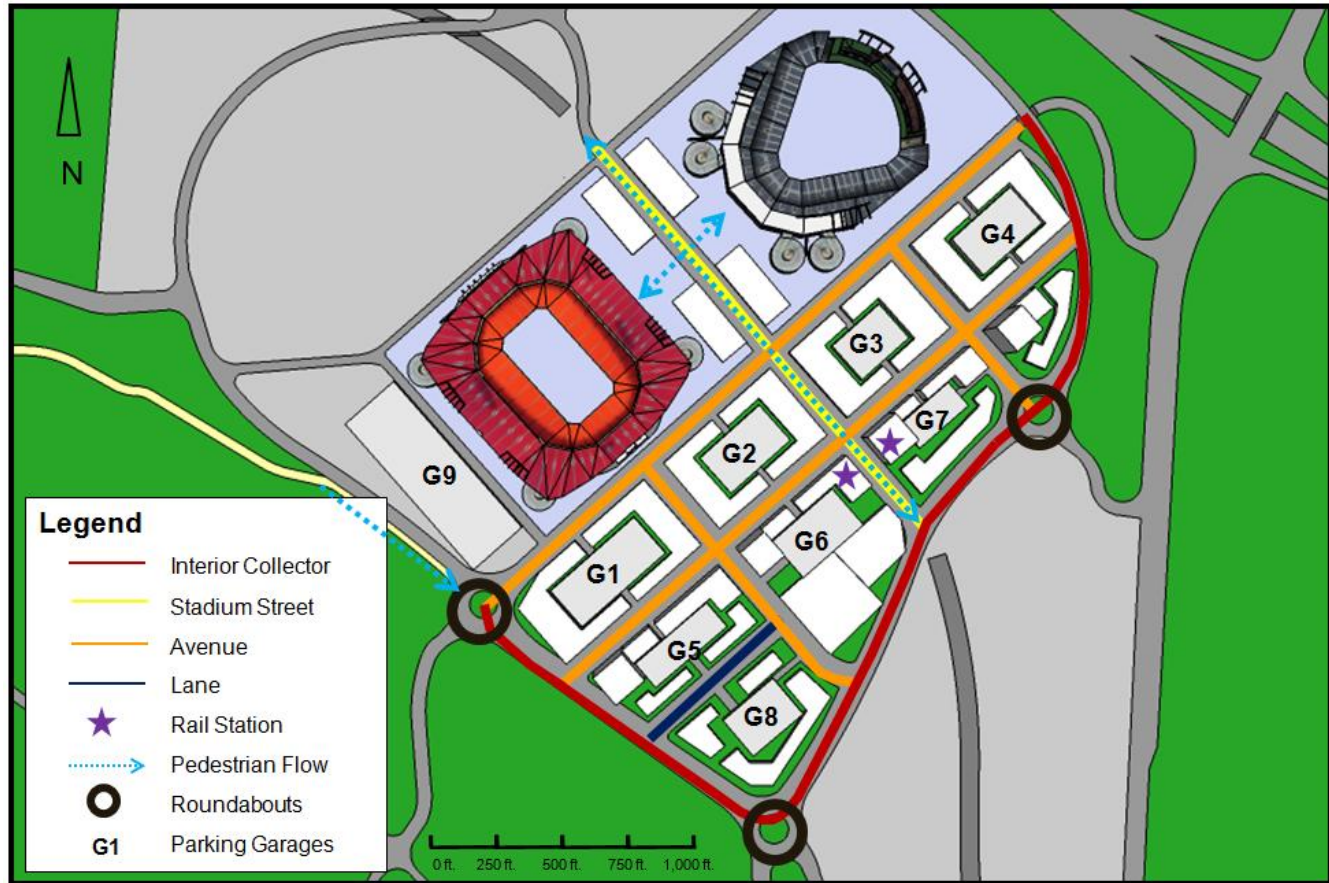 N
G4
G3
G2
G7
G9
G6
G1
G5
G8
Legend
Interior Collector
Stadium Street
Avenue
Lane
Rail Station
Pedestrian Flow
Roundabouts
G1 Parking Garages
0 ft. 250 ft. 500 ft. 750 ft. 1,000 ft.